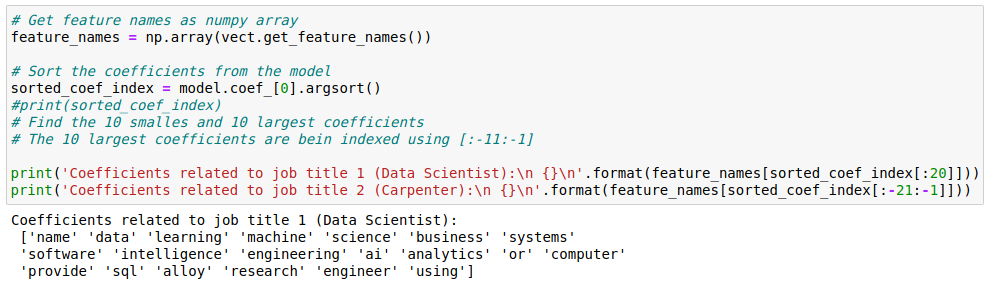 # Get feature names as numpy array
feature_names = np.array(vect.get_feature_names())
# Sort the coefficients from the model
sorted_coef_index = model.coef_[0].argsort()
#print(sorted_coef_index)
# Find the 10 smalles and 10 largest coefficients
# The 10 largest coefficients are bein indexed using [:-11:-1]
print('Coefficients related to job title 1 (Data Scientist):\n {}\n'.format(feature_names[sorted_coef_index[:20]]))
print('Coefficients related to job title 2 (Carpenter):\n {}\n'.format(feature_names[sorted_coef_index[:-21:-1]]))
Coefficients related to job title 1 (Data Scientist):
['name' 'data' 'learning' 'machine' 'science' 'business' 'systems'
'software' 'intelligence' 'engineering' 'ai' 'analytics' 'or' 'computer'
'provide' 'sql' 'alloy' 'research' 'engineer' 'using']